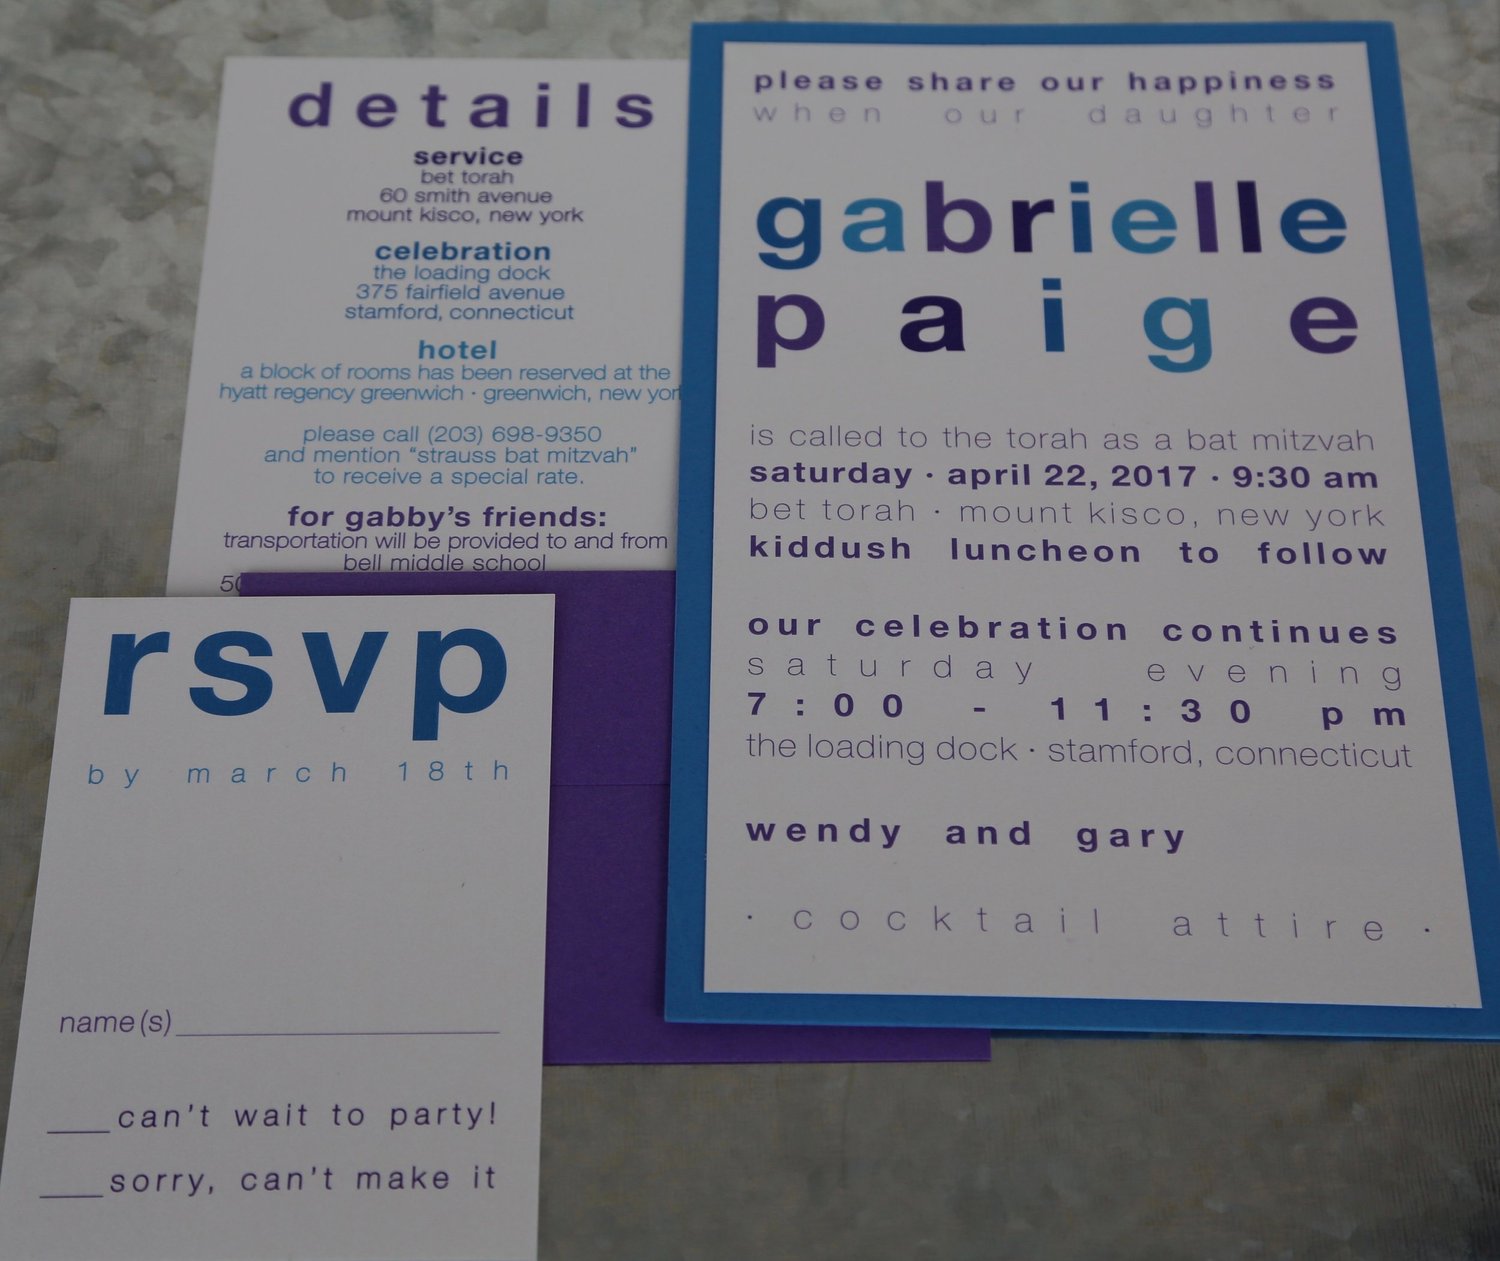 details
service
bet torah
60 smith avenue
mount kisco, new york
celebration
the loading dock
375 fairfield avenue
stamford, connecticut
hotel
a block of rooms has been reserved at the
hyatt regency greenwich · greenwich, new yor
please call (203) 698-9350
and mention “strauss bat mitzvah”
to receive a special rate.
for gabby’s friends:
transportation will be provided to and from
bell middle school
50
please share our happiness
when our daughter
gabrielle
paige
is called to the torah as a bat mitzvah
saturday · april 22, 2017 · 9:30 am
bet torah · mount kisco, new york
kiddush luncheon to follow
our celebration continues
saturday evening
7:00 - 11:30 pm
the loading dock · stamford, connecticut
wendy and gary
· cocktail attire ·
rsvp
by march 18th
name(s)
can't wait to party!
sorry, can't make it